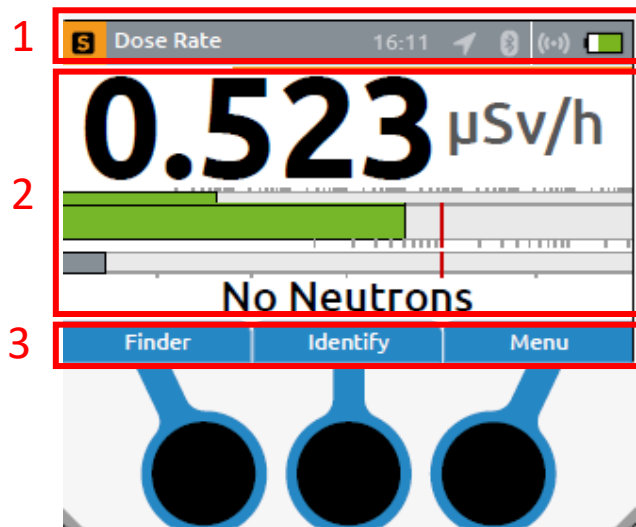 1
S Dose Rate 16:11
2
0.523 µSv/h
No Neutrons
3
Finder Identify Menu